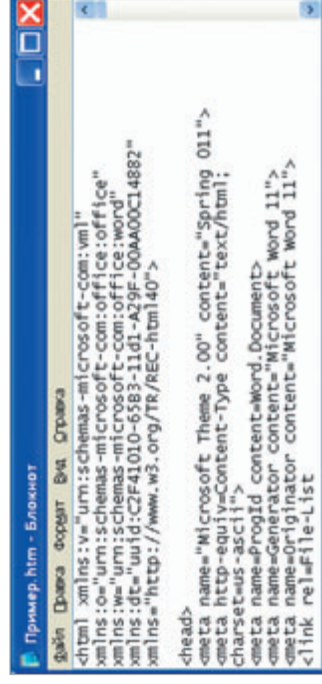 Пример.htm - Блокнот
Файл Правка Формат Вид Справка
<html xmlns:v="urn:schemas-microsoft-com:vml"
xmlns:o="urn:schemas-microsoft-com:office:office"
xmlns:w="urn:schemas-microsoft-com:office:word"
xmlns:dt="uuid:C2F41010-65B3-11d1-A29F-00AA00C14882"
xmlns="http://www.w3.org/TR/REC-html40">
<head>
<meta name="Microsoft Theme 2.00" content="Spring 011">
<meta http-equiv=Content-Type content="text/html;
charset=us-ascii">
<meta name=ProgId content=Word.Document>
<meta name=Generator content="Microsoft Word 11">
<meta name=Originator content="Microsoft Word 11">
<link rel=File-List